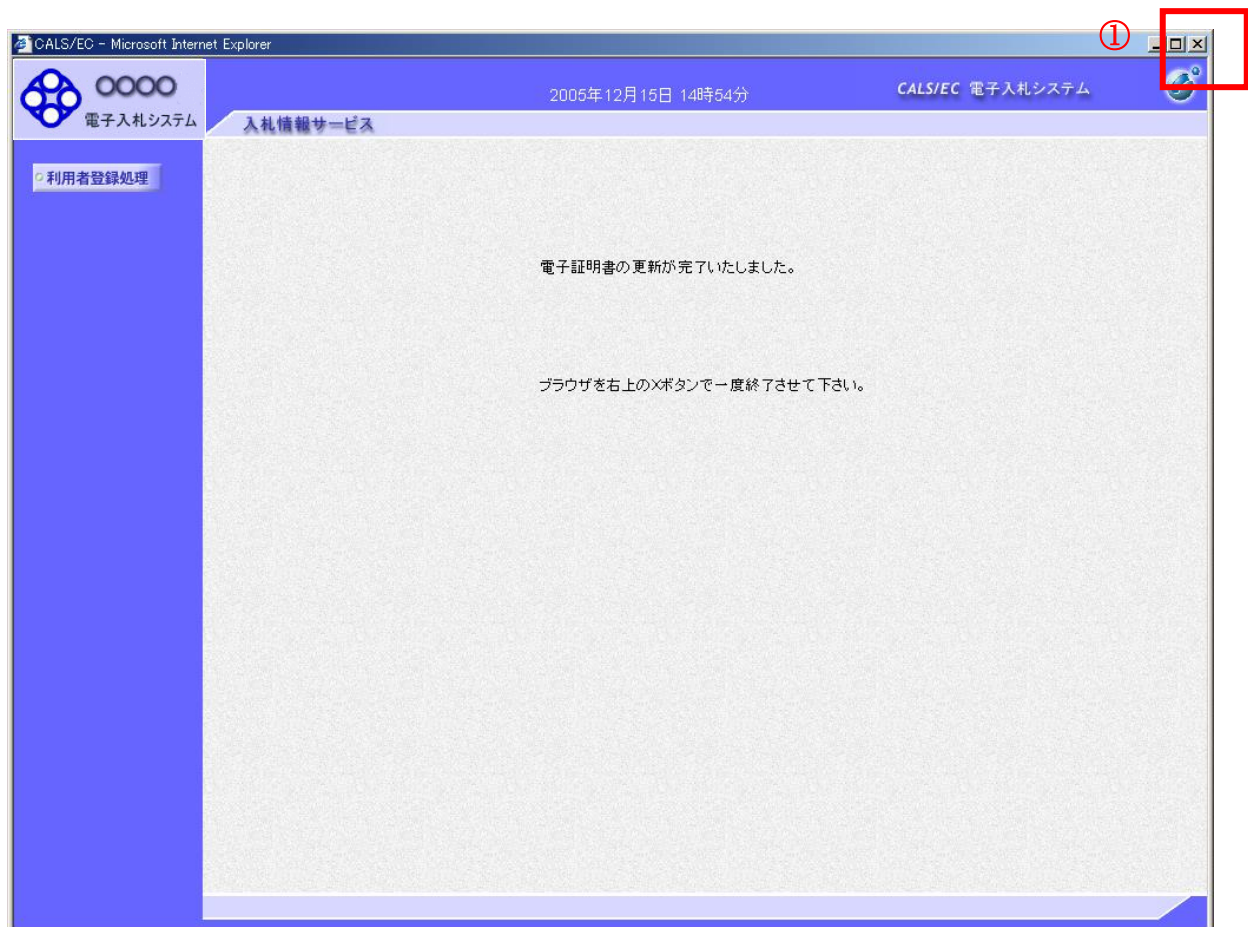 ①
CALS/EC - Microsoft Internet Explorer
○○○○
電子入札システム
2005年12月15日 14時54分
CALS/EC 電子入札システム
入札情報サービス
利用者登録処理
電子証明書の更新が完了いたしました。
ブラウザを右上の×ボタンで一度終了させて下さい。